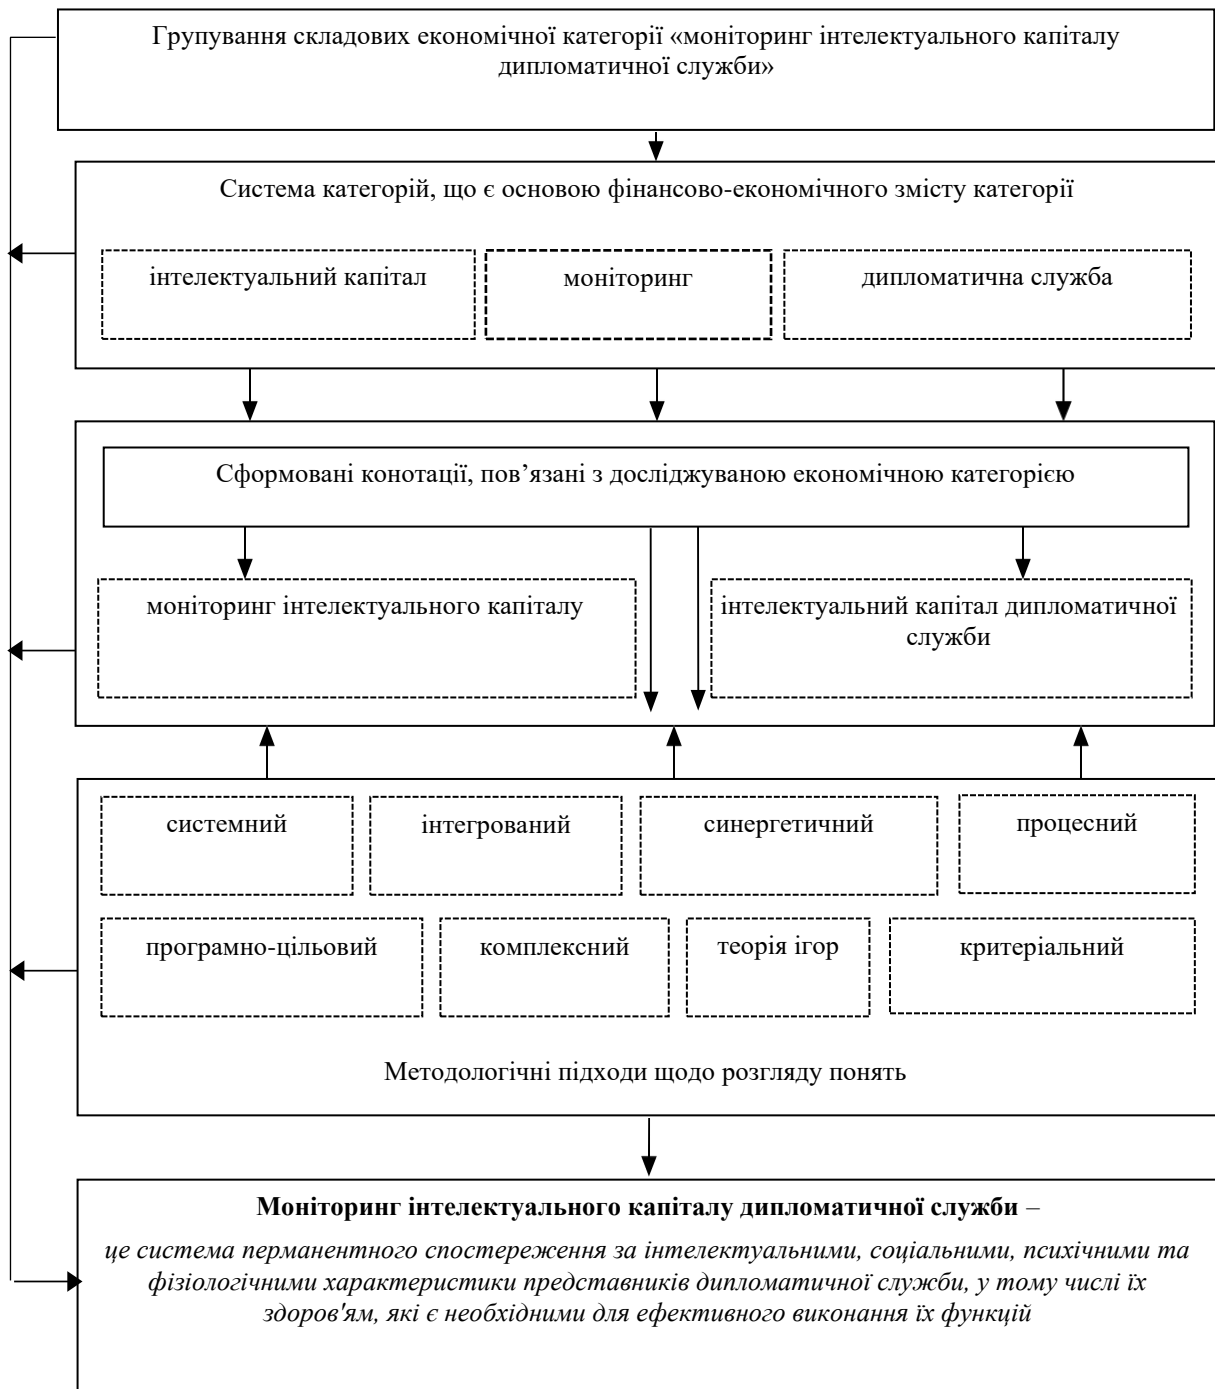 Групування складових економічної категорії «моніторинг інтелектуального капіталу
дипломатичної служби»
Система категорій, що є основою фінансово-економічного змісту категорії
інтелектуальний капітал
моніторинг
дипломатична служба
Сформовані конотації, пов’язані з досліджуваною економічною категорією
моніторинг інтелектуального капіталу
інтелектуальний капітал дипломатичної
служби
системний
інтегрований
синергетичний
процесний
програмно-цільовий
комплексний
теорія ігор
критеріальний
Методологічні підходи щодо розгляду понять
Моніторинг інтелектуального капіталу дипломатичної служби –
це система перманентного спостереження за інтелектуальними, соціальними, психічними та
фізіологічними характеристики представників дипломатичної служби, у тому числі їх
здоров'ям, які є необхідними для ефективного виконання їх функцій